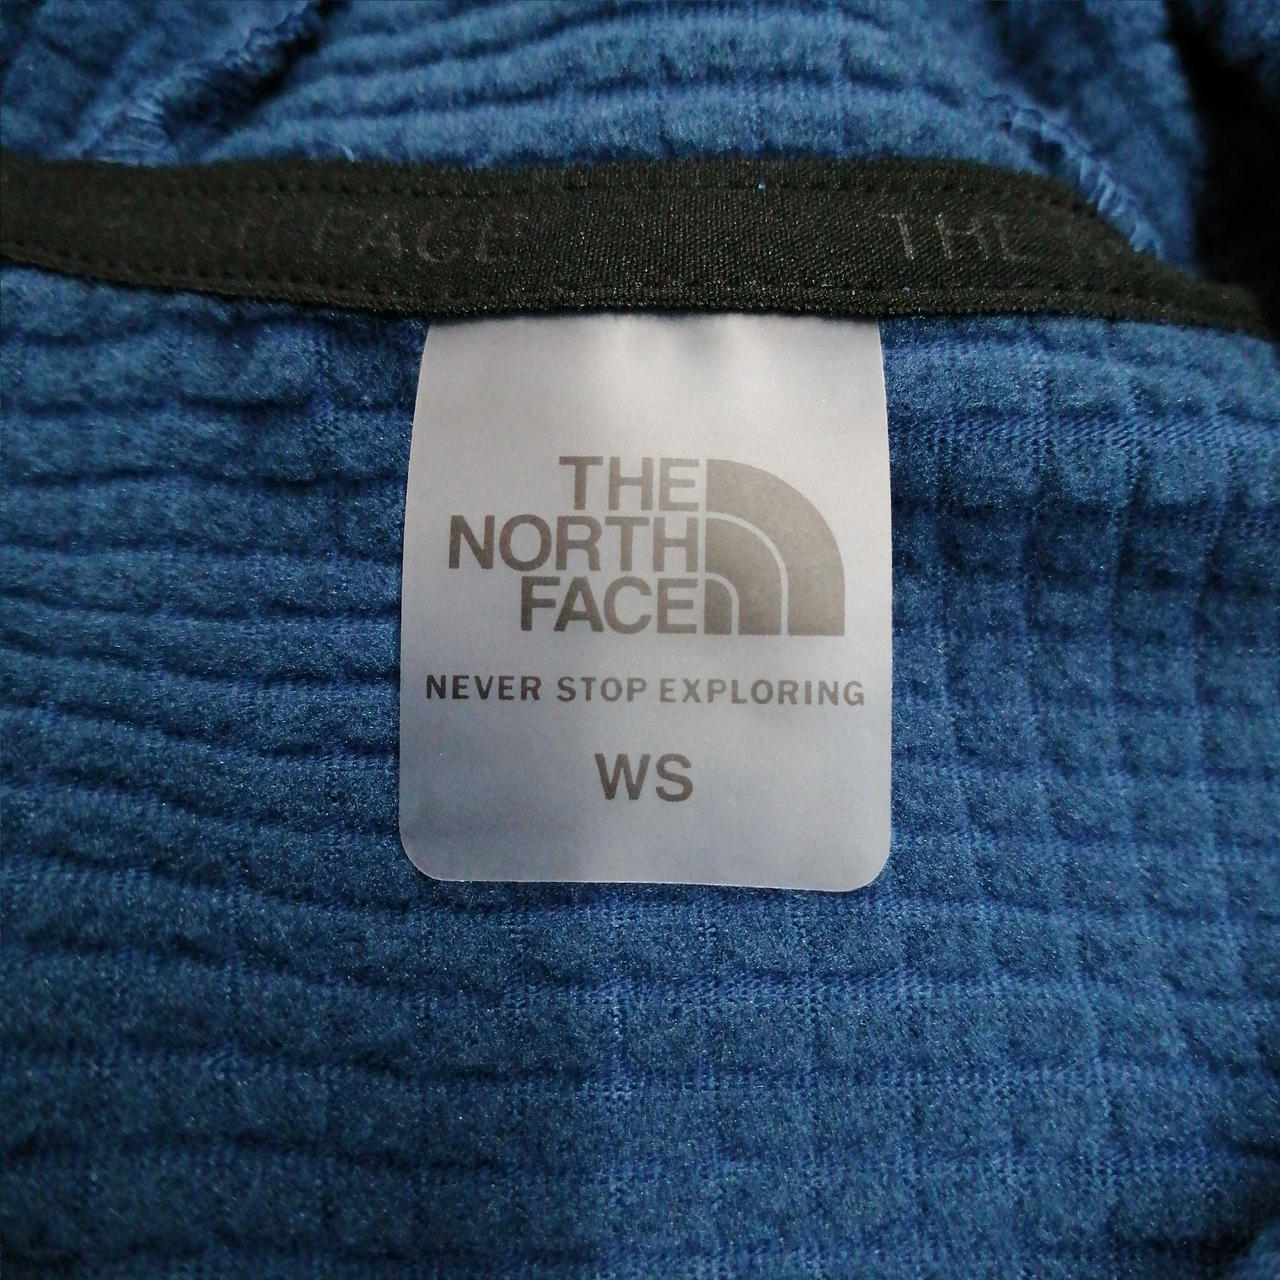 FACE THE
THE
NORTH
FACE
NEVER STOP EXPLORING
WS